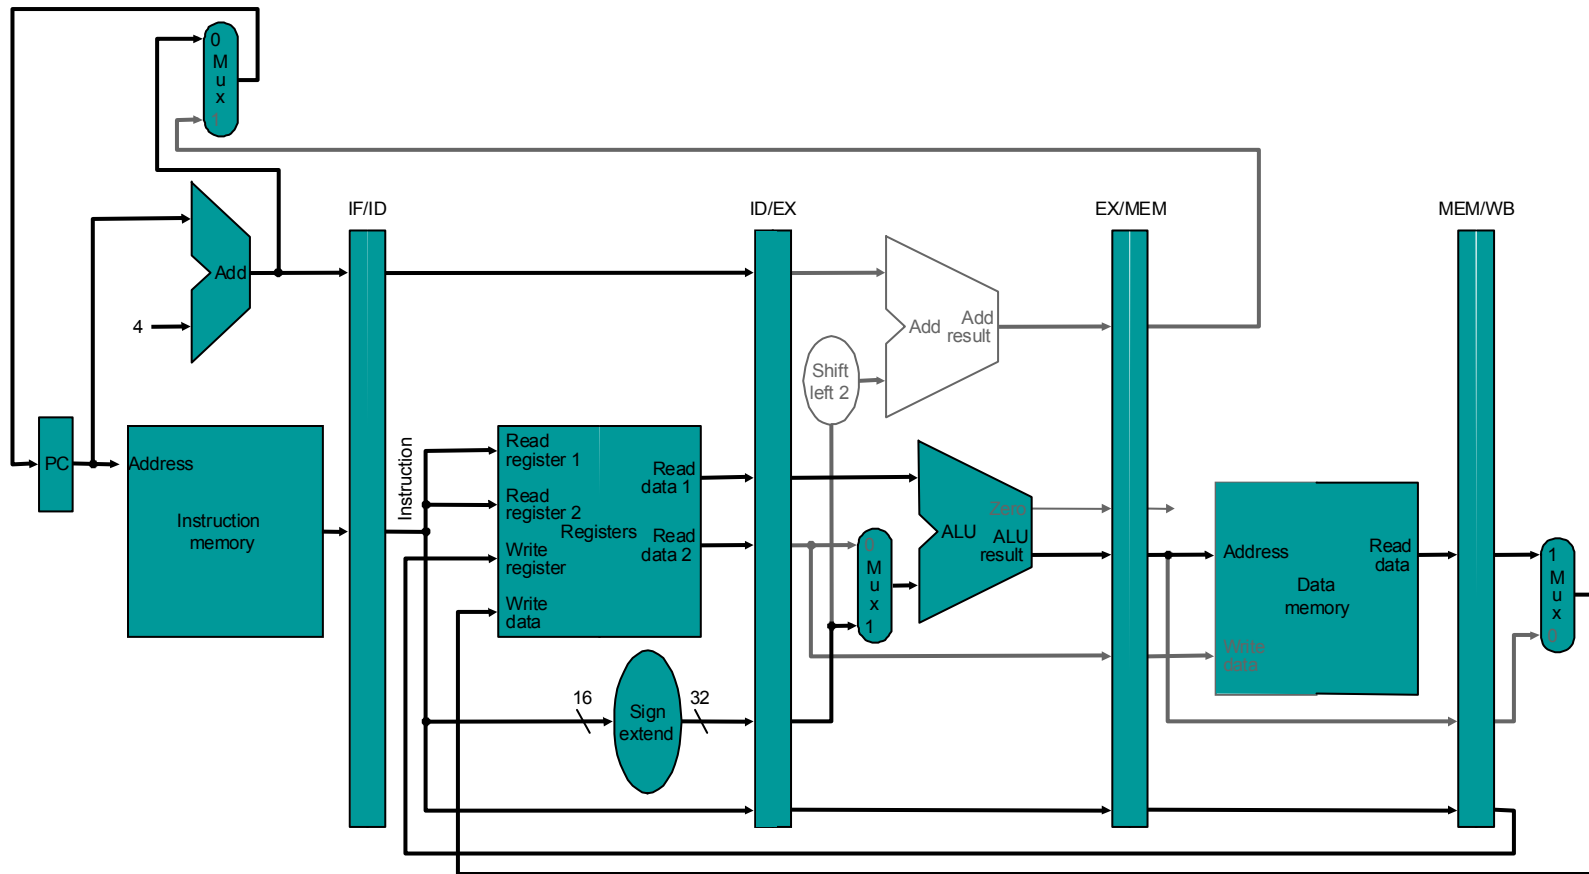 0
M
u
x
1
IF/ID
ID/EX
EX/MEM
MEM/WB
Add
4
Add
Add
result
Shift
left 2
PC
Address
Instruction
memory
Instruction
Read
register 1
Read
register 2
Write
register
Write
data
Registers
Read
data 1
Read
data 2
16
Sign
extend
32
0
M
u
x
1
Zero
ALU
ALU
result
Address
Read
data
Data
memory
Write
data
1
M
u
x
0